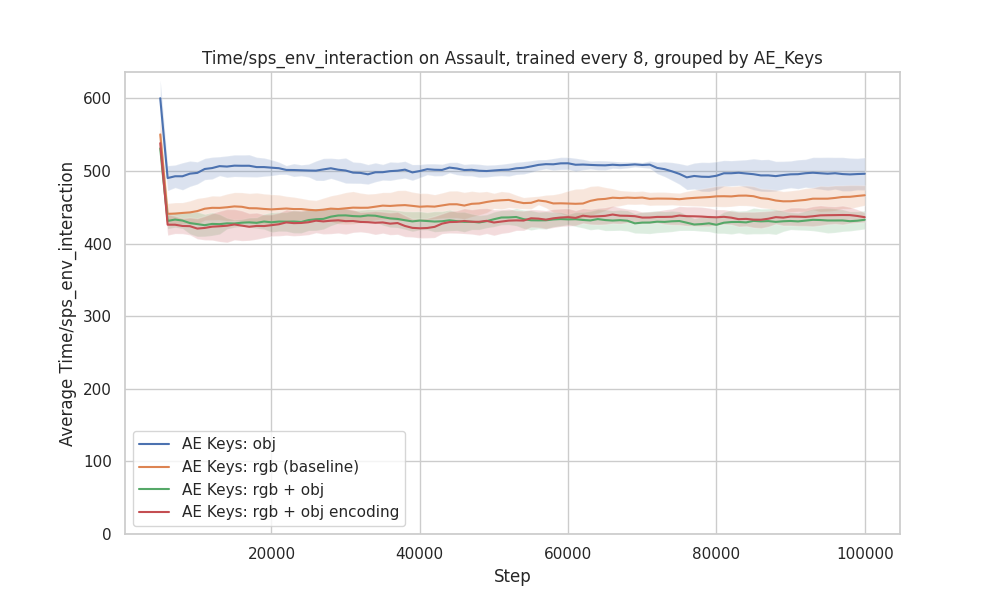 Time/sps_env_interaction on Assault, trained every 8, grouped by AE_Keys
Average Time/sps_env_interaction
600
500
400
300
200
100
0
AE Keys: obj
AE Keys: rgb (baseline)
AE Keys: rgb + obj
AE Keys: rgb + obj encoding
20000
40000
60000
80000
100000
Step